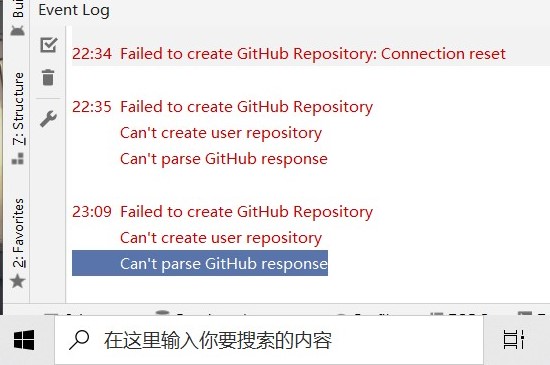 Event Log
22:34 Failed to create GitHub Repository: Connection reset
22:35 Failed to create GitHub Repository
Can't create user repository
Can't parse GitHub response
23:09 Failed to create GitHub Repository
Can't create user repository
Can't parse GitHub response
Z: Structure
2: Favorites
在这里输入你要搜索的内容